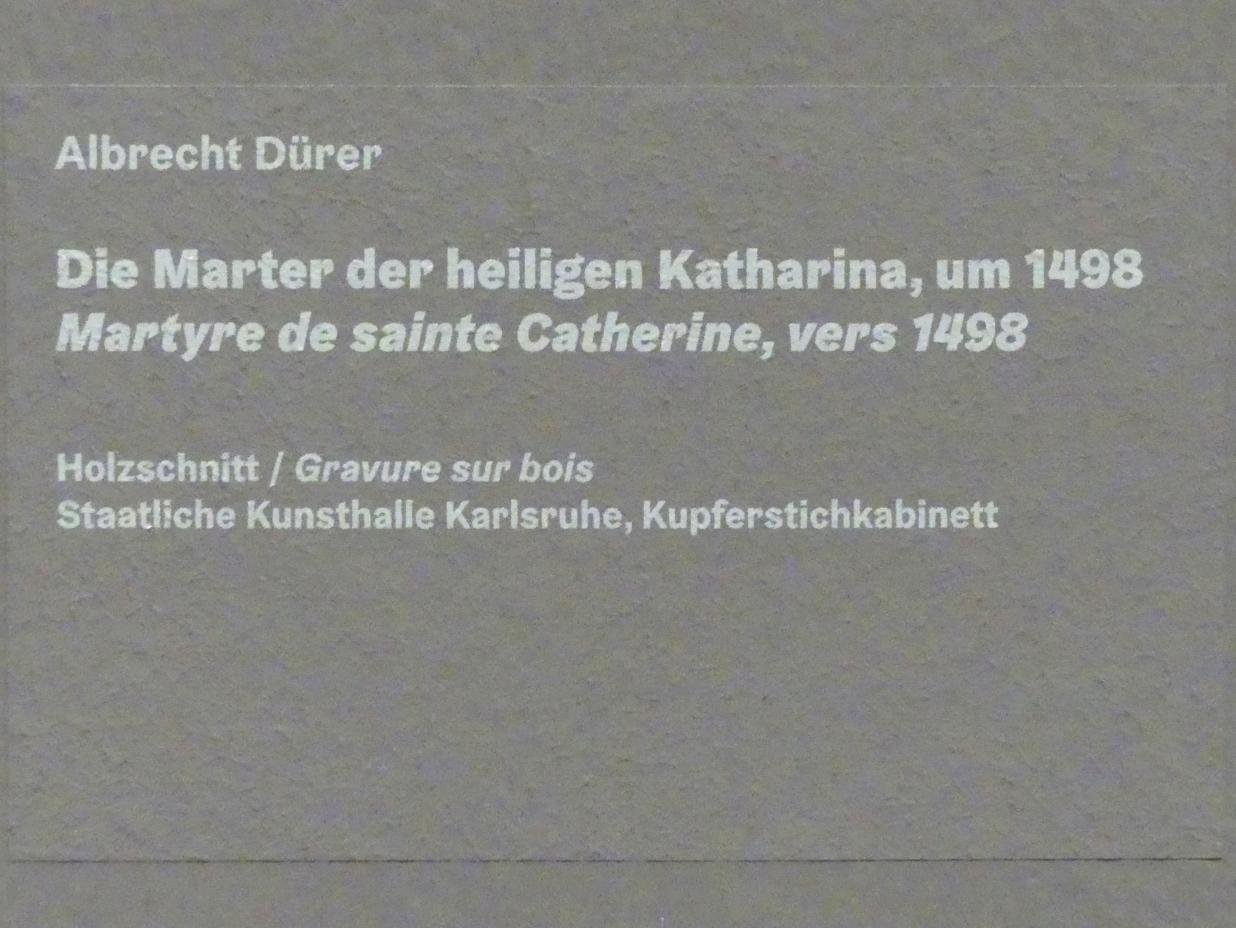 Albrecht Dürer
Die Marter der heiligen Katharina, um 1498
Martyre de sainte Catherine, vers 1498
Holzschnitt / Gravure sur bois
Staatliche Kunsthalle Karlsruhe, Kupferstichkabinett